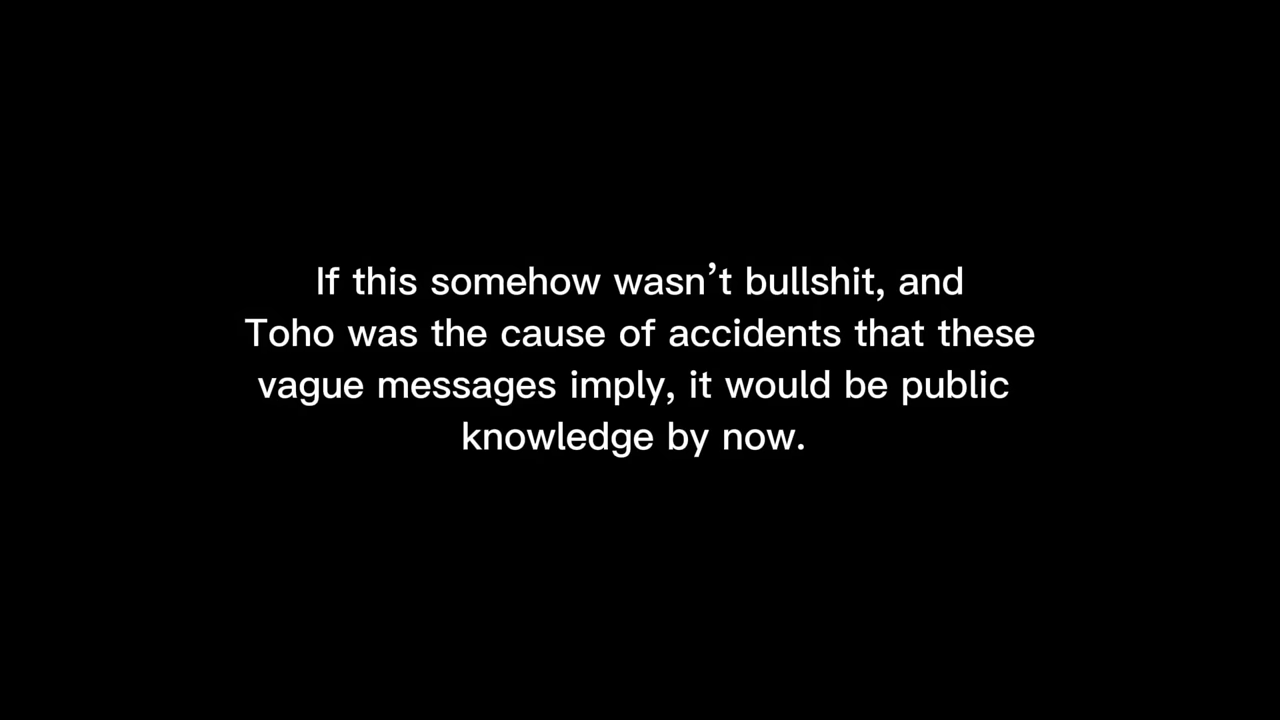 If this somehow wasn’t bullshit, and
Toho was the cause of accidents that these
vague messages imply, it would be public
knowledge by now.